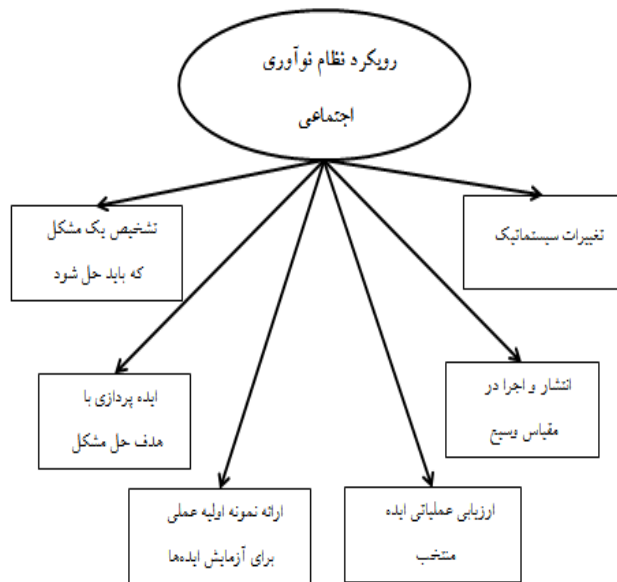 رویکرد نظام نوآوری
اجتماعی
تشخیص یک مشکل
که باید حل شود
تغییرات سیستماتیک
ایده پردازی با
هدف حل مشکل
انتشار و اجرا در
مقیاس وسیع
ارائه نمونه اولیه عملی
برای آزمایش ایده‌ها
ارزیابی عملیاتی ایده
منتخب